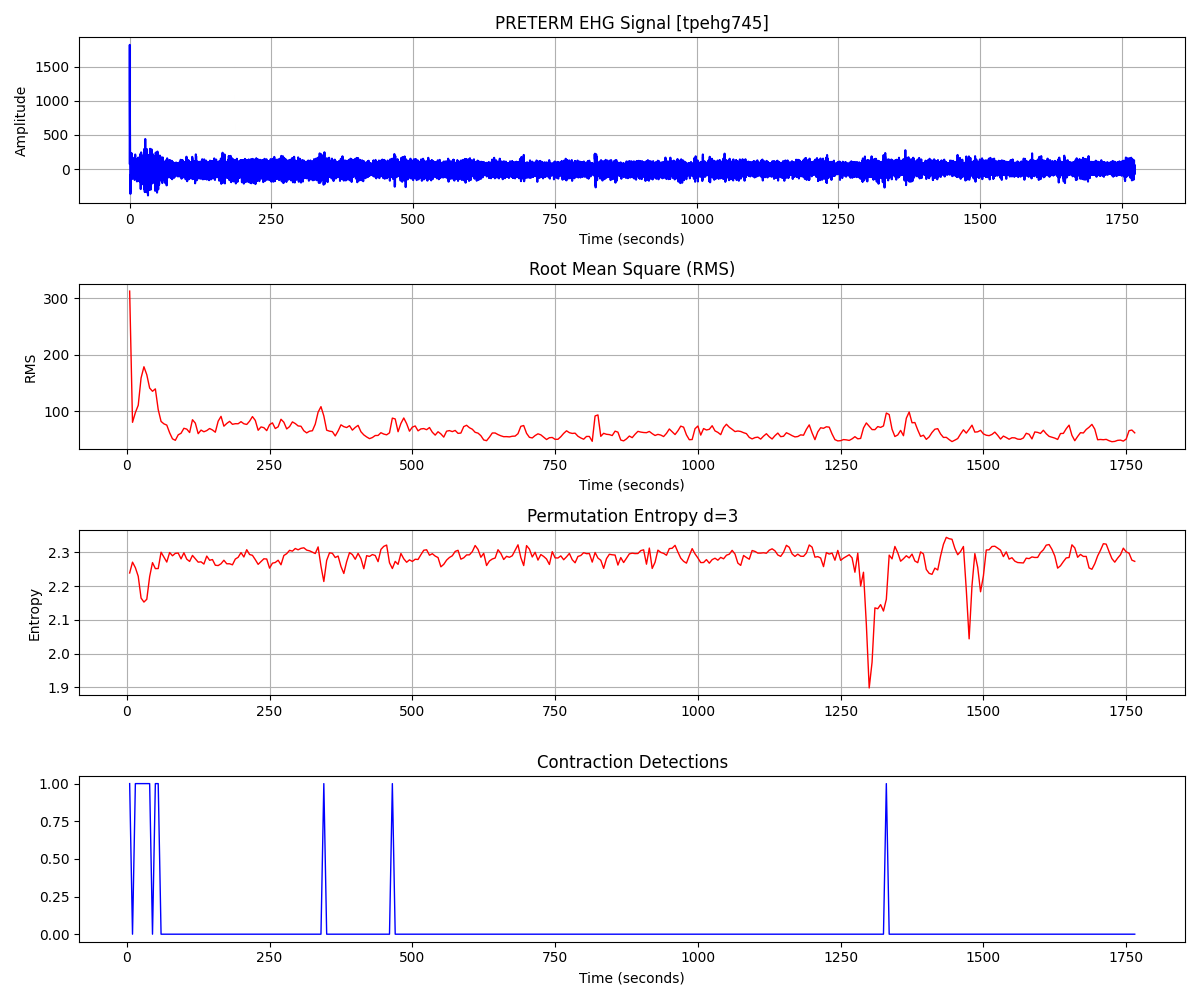 PRETERM EHG Signal [tpehg745]
Amplitude
1500
1000
500
0
0 250 500 750 1000 1250 1500 1750
Time (seconds)
Root Mean Square (RMS)
RMS
300
200
100
0 250 500 750 1000 1250 1500 1750
Time (seconds)
Permutation Entropy d=3
Entropy
2.3
2.2
2.1
2.0
1.9
0 250 500 750 1000 1250 1500 1750
Contraction Detections
1.00
0.75
0.50
0.25
0.00
0 250 500 750 1000 1250 1500 1750
Time (seconds)